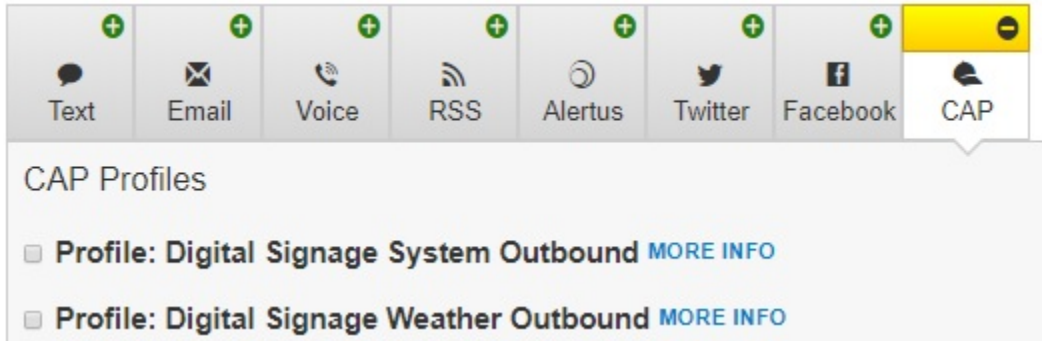 Text Email Voice RSS Alertus Twitter Facebook CAP
CAP Profiles
Profile: Digital Signage System Outbound MORE INFO
Profile: Digital Signage Weather Outbound MORE INFO